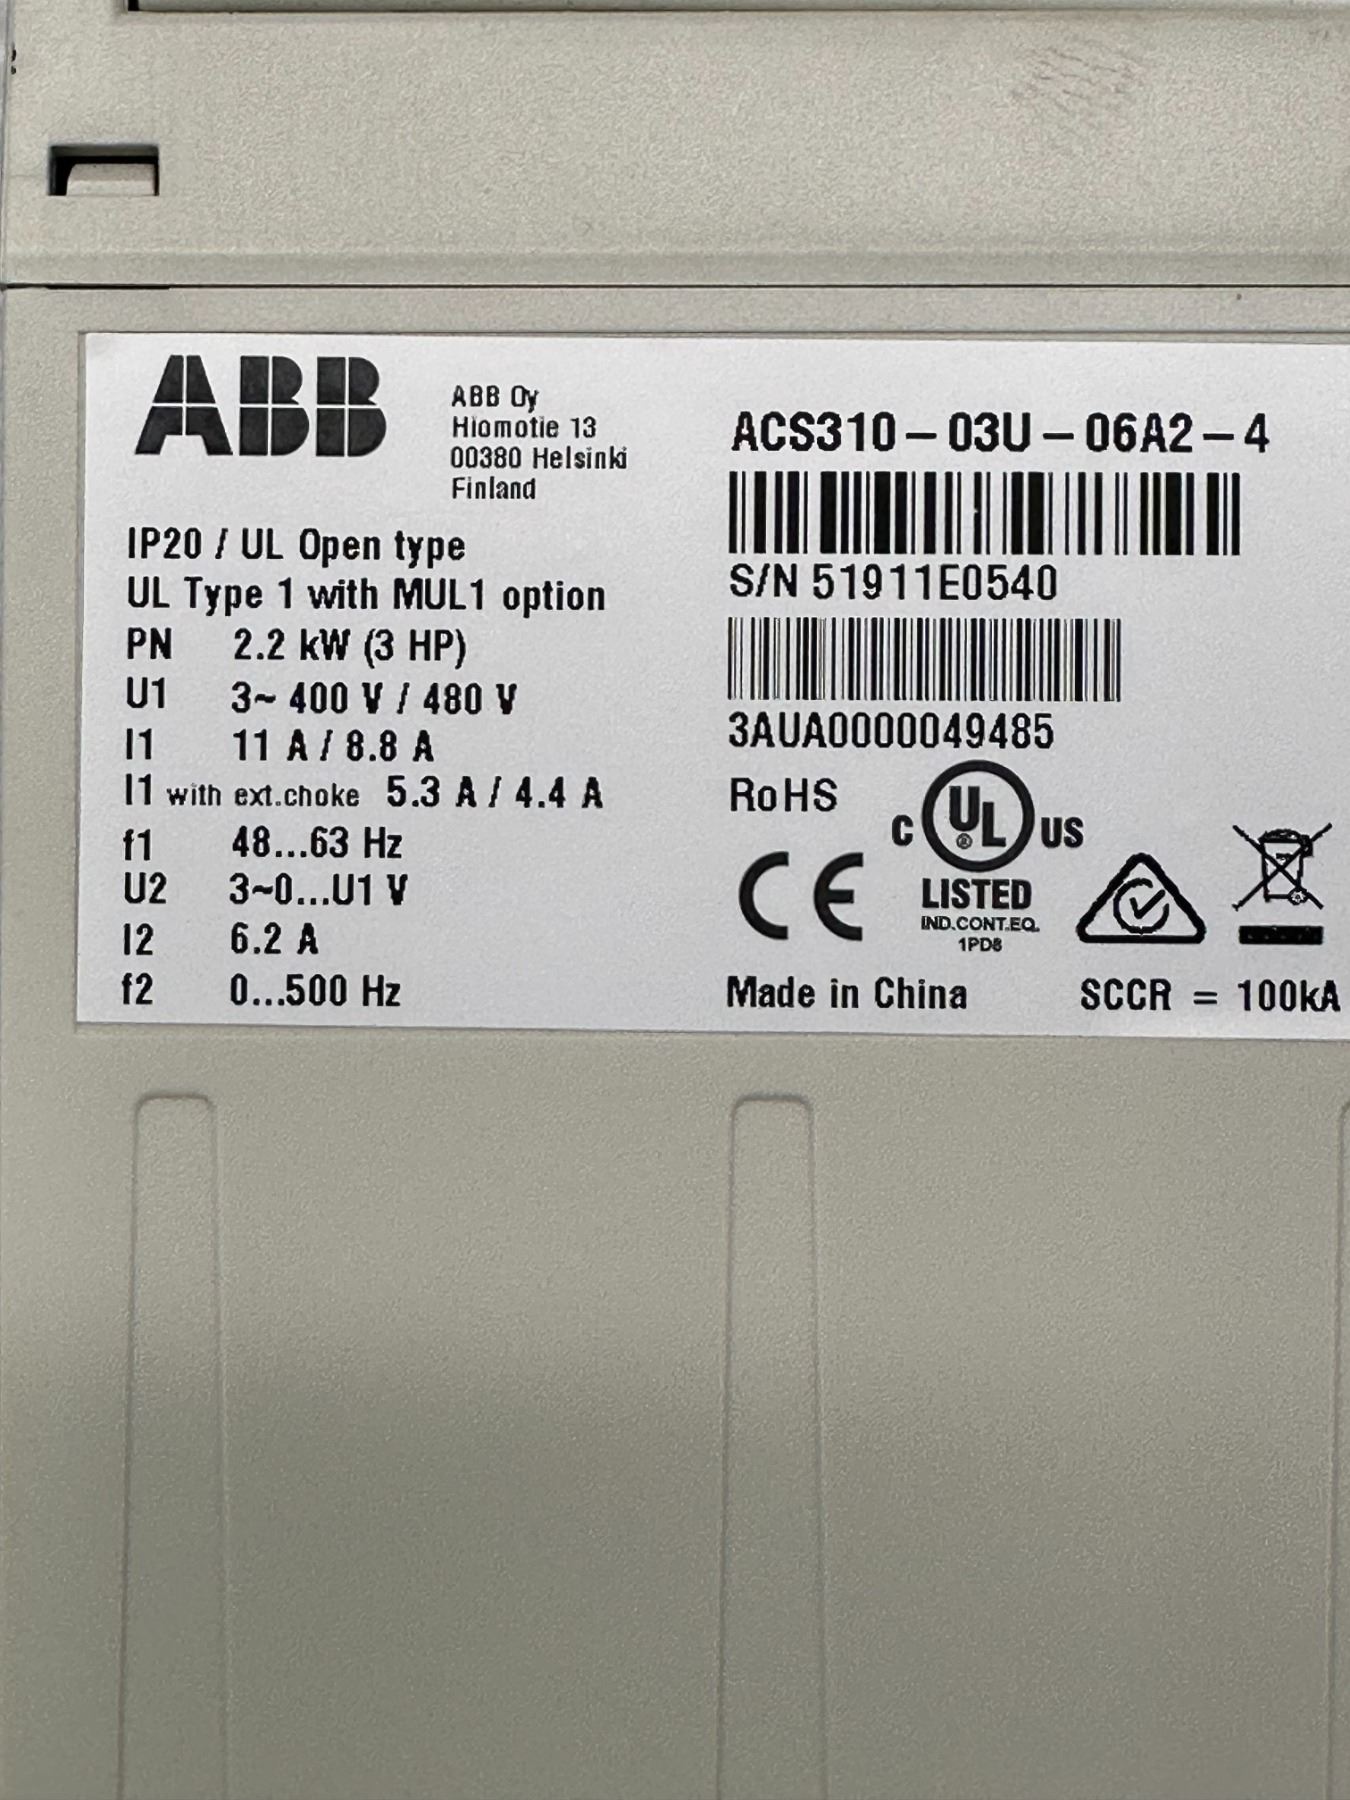 ABB
ABB Oy
Hiomotie 13
00380 Helsinki
Finland
IP20 / UL Open type
UL Type 1 with MUL1 option
PN 2.2 kW (3 HP)
U1 3~ 400 V / 480 V
I1 11 A / 8.8 A
I1 with ext.choke 5.3 A / 4.4 A
f1 48...63 Hz
U2 3~0...U1 V
I2 6.2 A
f2 0...500 Hz
ACS310-03U-06A2-4
S/N 51911E0540
3AUA0000049485
RoHS
C UL ® US
LISTED
IND.CONT.EQ.
1PD8
CE
Made in China SCCR = 100kA